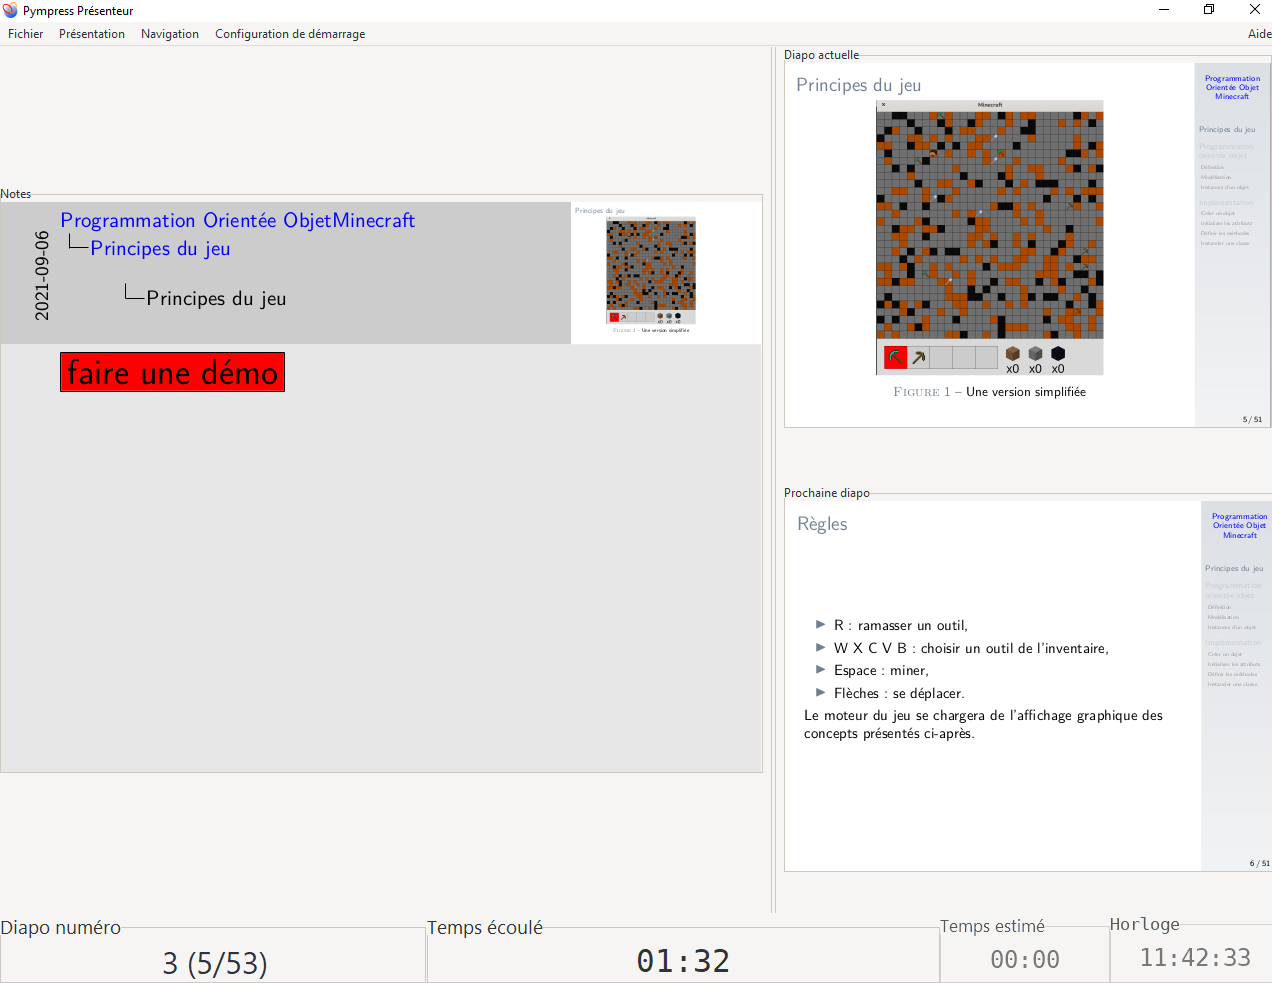 Pympress Présenteur
Fichier Présentation Navigation Configuration de démarrage Aide
Notes
2021-09-06
Programmation Orientée ObjetMinecraft
Principes du jeu
Principes du jeu
Principes du jeu
x0 x0 x0
FIGURE 1 – Une version simplifiée
faire une démo
Diapo actuelle
Principes du jeu
Minecraft
x0 x0 x0
FIGURE 1 – Une version simplifiée
Programmation
Orientée Objet
Minecraft
Principes du jeu
Programmation
orientée objet
Définition
Modélisation
Instances d'un objet
Implémentation
Créer un objet
Initialiser les attributs
Définir les méthodes
Instancier une classe
5 / 51
Prochaine diapo
Règles
R : ramasser un outil,
W X C V B : choisir un outil de l'inventaire,
Espace : miner,
Flèches : se déplacer.
Le moteur du jeu se chargera de l'affichage graphique des
concepts présentés ci-après.
Programmation
Orientée Objet
Minecraft
Principes du jeu
Programmation
orientée objet
Définition
Modélisation
Instances d'un objet
Implémentation
Créer un objet
Initialiser les attributs
Définir les méthodes
Instancier une classe
6 / 51
Diapo numéro
3 (5/53)
Temps écoulé
01:32
Temps estimé
00:00
Horloge
11:42:33